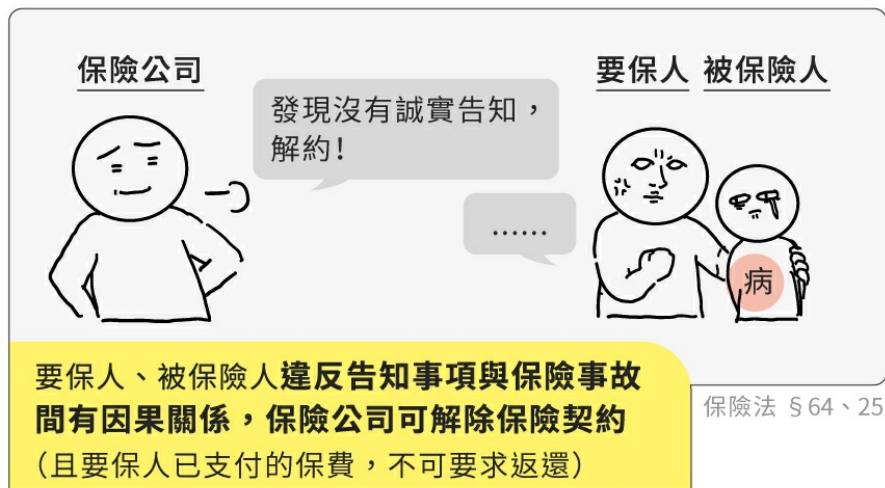 保險公司
要保人 被保險人
發現沒有誠實告知，
解約！
……
病
要保人、被保險人違反告知事項與保險事故
間有因果關係，保險公司可解除保險契約
（且要保人已支付的保費，不可要求返還）
保險法 §64、25